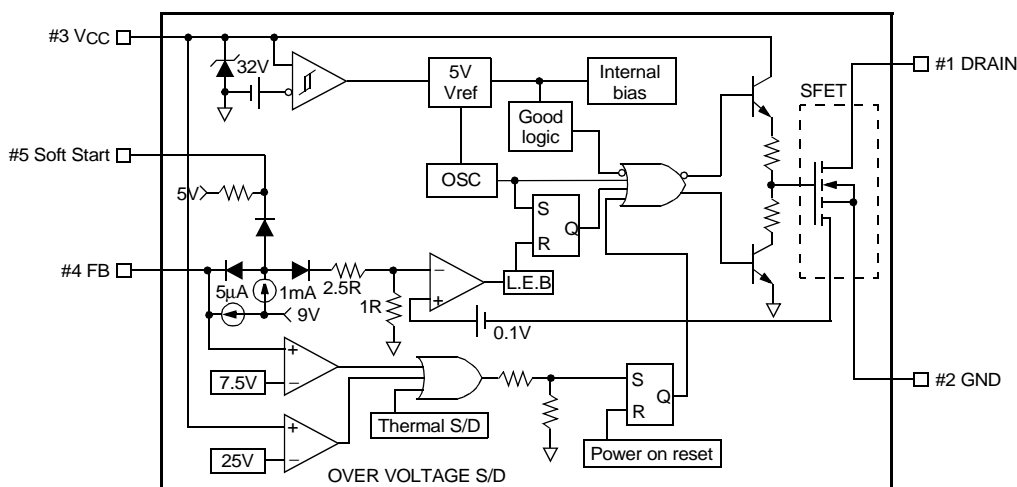 #3 VCC
32V
5V
Vref
Internal
bias
Good
logic
OSC
#1 DRAIN
SFET
#5 Soft Start
5V
S
R
Q
#4 FB
5µA
1mA
2.5R
1R
9V
−
+
L.E.B
0.1V
#2 GND
+
7.5V
−
Thermal S/D
S
R
Q
Power on reset
+
25V
−
OVER VOLTAGE S/D